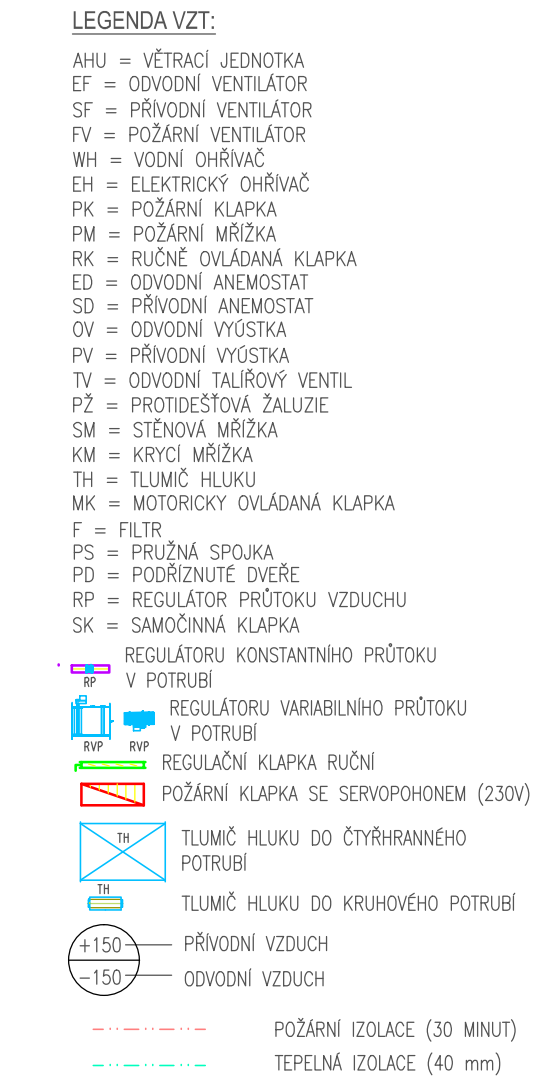 LEGENDA VZT:
AHU = VĚTRACÍ JEDNOTKA
EF = ODVODNÍ VENTILÁTOR
SF = PŘÍVODNÍ VENTILÁTOR
FV = POŽÁRNÍ VENTILÁTOR
WH = VODNÍ OHŘÍVAČ
EH = ELEKTRICKÝ OHŘÍVAČ
PK = POŽÁRNÍ KLAPKA
PM = POŽÁRNÍ MŘÍŽKA
RK = RUČNĚ OVLÁDANÁ KLAPKA
ED = ODVODNÍ ANEMOSTAT
SD = PŘÍVODNÍ ANEMOSTAT
OV = ODVODNÍ VYÚSTKA
PV = PŘÍVODNÍ VYÚSTKA
TV = ODVODNÍ TALÍŘOVÝ VENTIL
PŽ = PROTIDEŠŤOVÁ ŽALUZIE
SM = STĚNOVÁ MŘÍŽKA
KM = KRYCÍ MŘÍŽKA
TH = TLUMIČ HLUKU
MK = MOTORICKY OVLÁDANÁ KLAPKA
F = FILTR
PS = PRUŽNÁ SPOJKA
PD = PODŘÍZNUTÉ DVEŘE
RP = REGULÁTOR PRŮTOKU VZDUCHU
SK = SAMOČINNÁ KLAPKA
REGULÁTORU KONSTANTNÍHO PRŮTOKU
RP V POTRUBÍ
REGULÁTORU VARIABILNÍHO PRŮTOKU
V POTRUBÍ
RVP RVP
REGULAČNÍ KLAPKA RUČNÍ
POŽÁRNÍ KLAPKA SE SERVOPOHONEM (230V)
TH TLUMIČ HLUKU DO ČTYŘHRANNÉHO
POTRUBÍ
TH
TLUMIČ HLUKU DO KRUHOVÉHO POTRUBÍ
+150 PŘÍVODNÍ VZDUCH
-150 ODVODNÍ VZDUCH
POŽÁRNÍ IZOLACE (30 MINUT)
TEPELNÁ IZOLACE (40 mm)